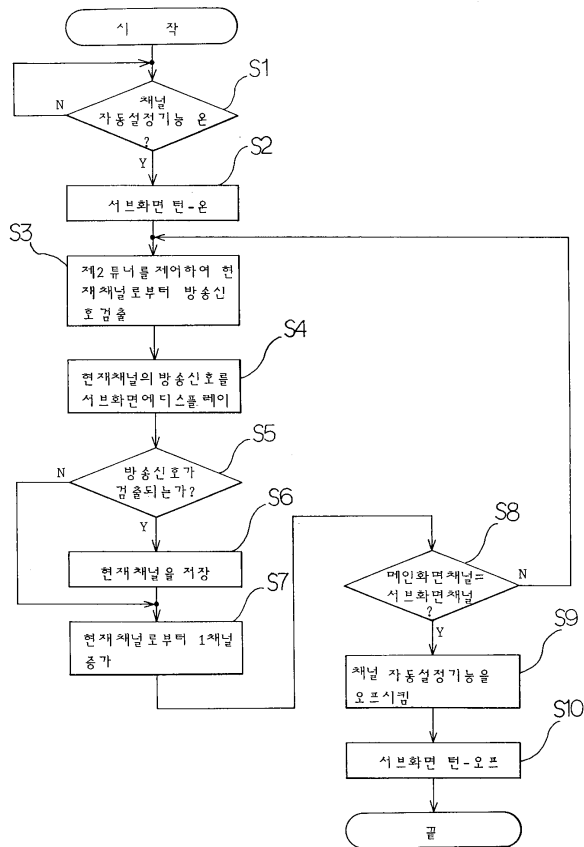 시 작
S1
채널
자동설정기능 온
?
N
Y
S2
서브화면 턴-온
S3
제2튜너를 제어하여 현
재채널로부터 방송신
호검출
S4
현재채널의 방송신호를
서브화면에디스플레이
S5
방송신호가
검출되는가?
N
Y
S6
현재채널을 저장
S7
현재채널로부터 1채널
증가
S8
메인화면채널=
서브화면채널
?
N
Y
S9
채널 자동설정기능을
오프시킴
S10
서브화면 턴-오프
끝